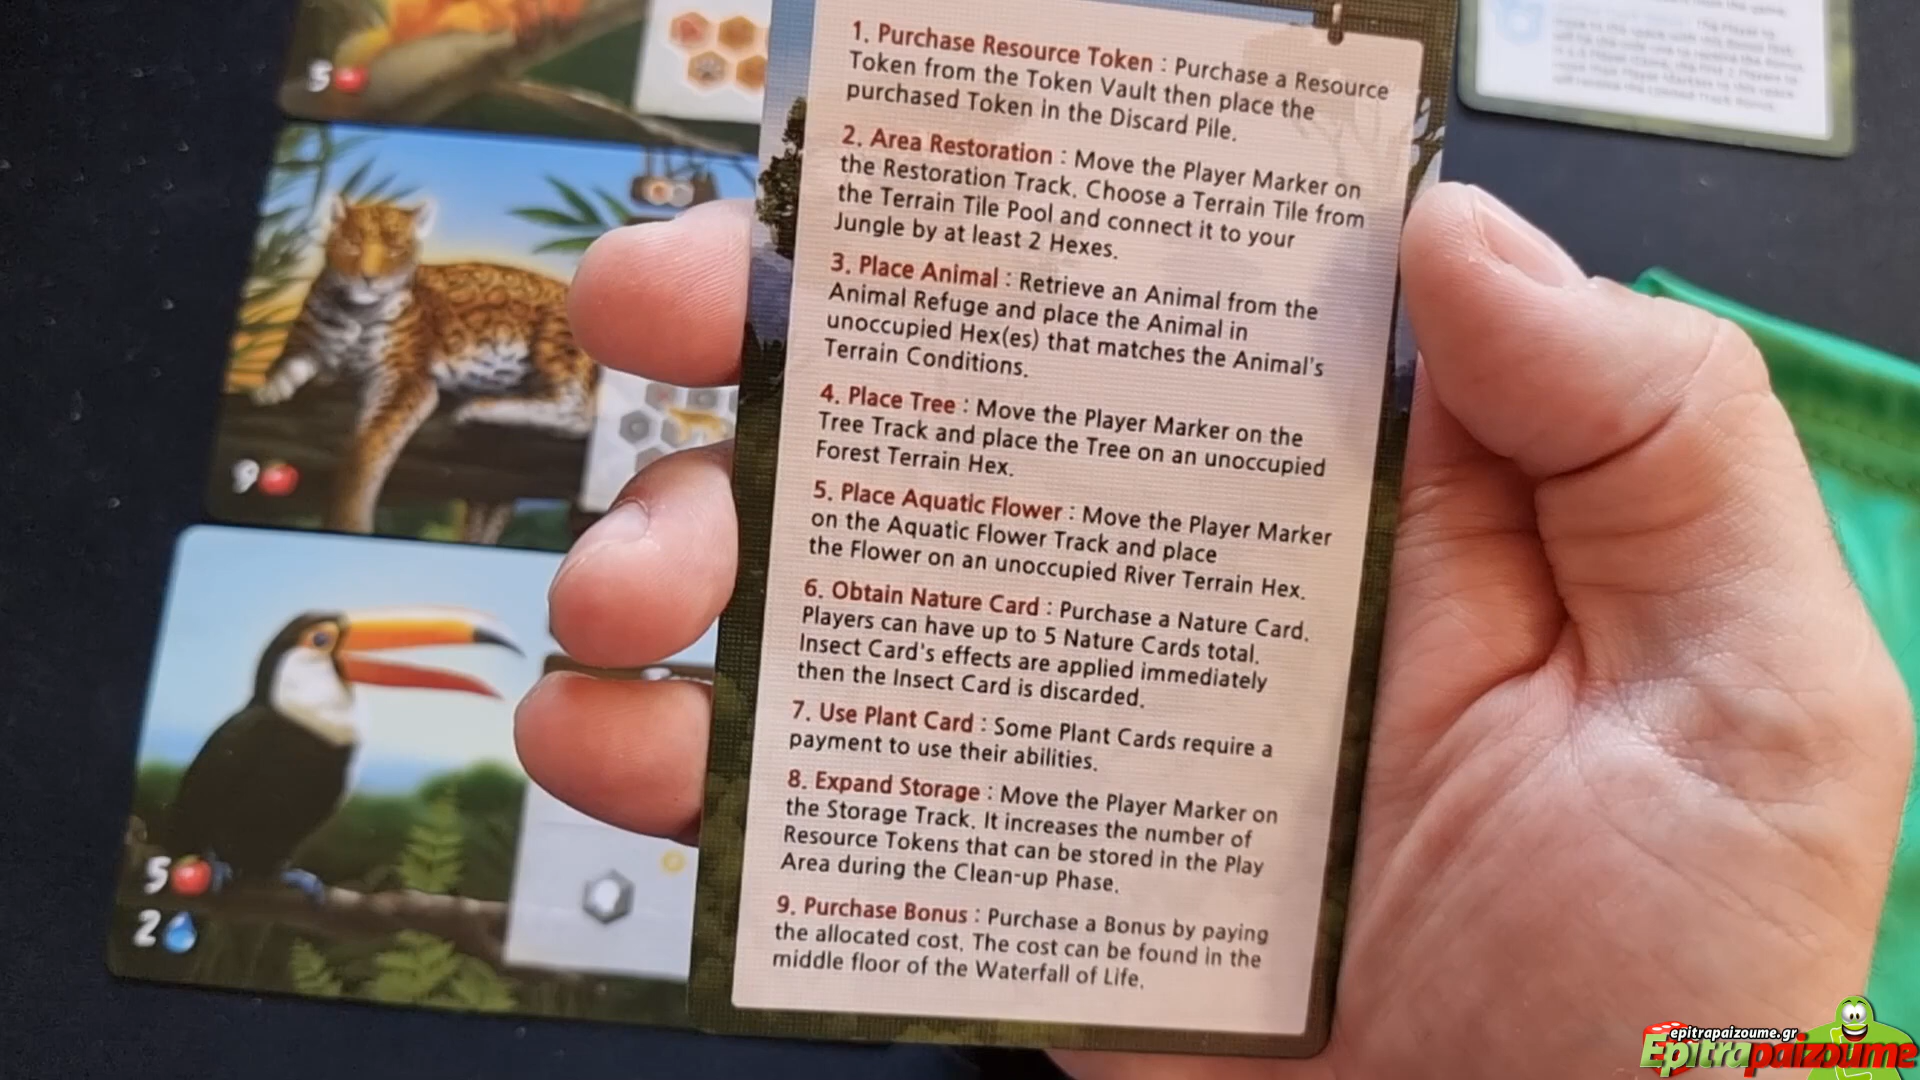 1. Purchase Resource Token : Purchase a Resource
Token from the Token Vault then place the
purchased Token in the Discard Pile.
2. Area Restoration : Move the Player Marker on
the Restoration Track. Choose a Terrain Tile from
the Terrain Tile Pool and connect it to your
Jungle by at least 2 Hexes.
3. Place Animal : Retrieve an Animal from the
Animal Refuge and place the Animal in
unoccupied Hex(es) that matches the Animal's
Terrain Conditions.
4. Place Tree : Move the Player Marker on the
Tree Track and place the Tree on an unoccupied
Forest Terrain Hex.
5. Place Aquatic Flower : Move the Player Marker
on the Aquatic Flower Track and place
the Flower on an unoccupied River Terrain Hex.
6. Obtain Nature Card : Purchase a Nature Card.
Players can have up to 5 Nature Cards total.
Insect Card's effects are applied immediately
then the Insect Card is discarded.
7. Use Plant Card : Some Plant Cards require a
payment to use their abilities.
8. Expand Storage : Move the Player Marker on
the Storage Track. It increases the number of
Resource Tokens that can be stored in the Play
Area during the Clean-up Phase.
9. Purchase Bonus : Purchase a Bonus by paying
the allocated cost. The cost can be found in the
middle floor of the Waterfall of Life.
5
9
5
2
epitrapaizoume.gr
Epitrapaizoume